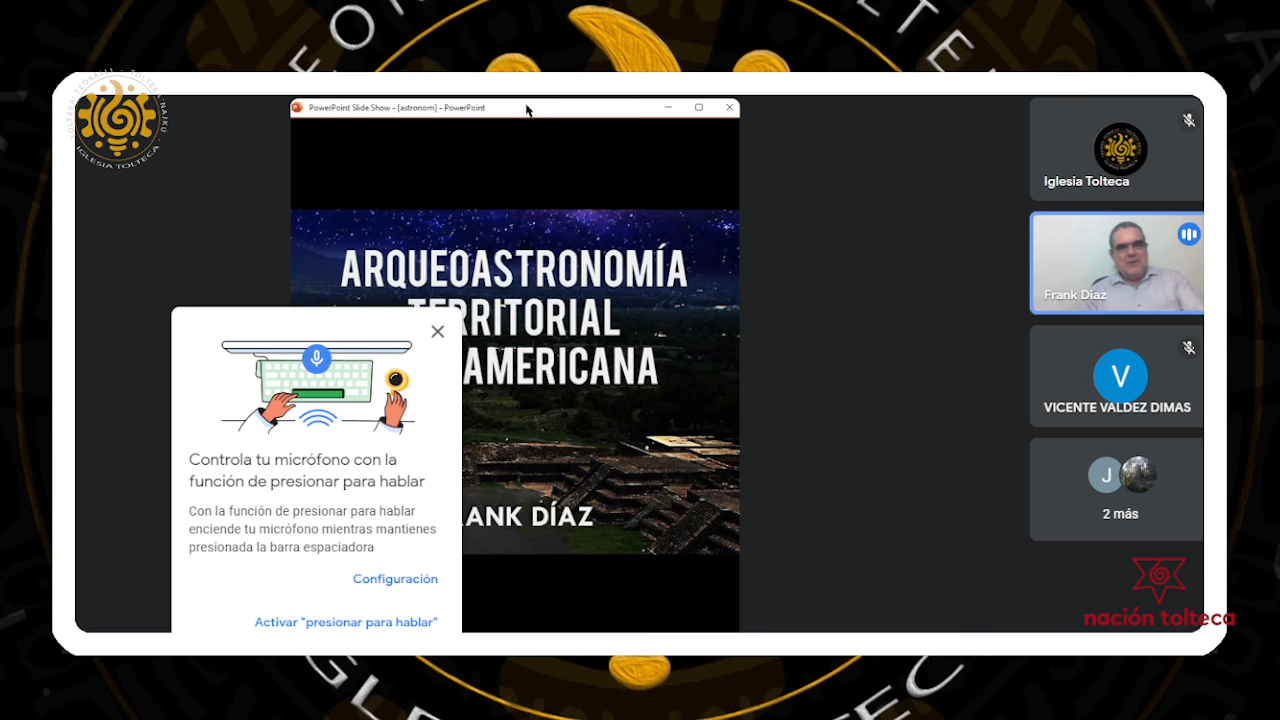 PowerPoint Slide Show - [astronom] - PowerPoint
ARQUEOASTRONOMÍA
RRITORIAL
AMERICANA
ANK DÍAZ
Controla tu micrófono con la
función de presionar para hablar
Con la función de presionar para hablar
enciende tu micrófono mientras mantienes
presionada la barra espaciadora
Configuración
Activar "presionar para hablar"
Iglesia Tolteca
Frank Díaz
V
VICENTE VALDEZ DIMAS
J
2 más
nación tolteca
IGLESIA TOLTECA